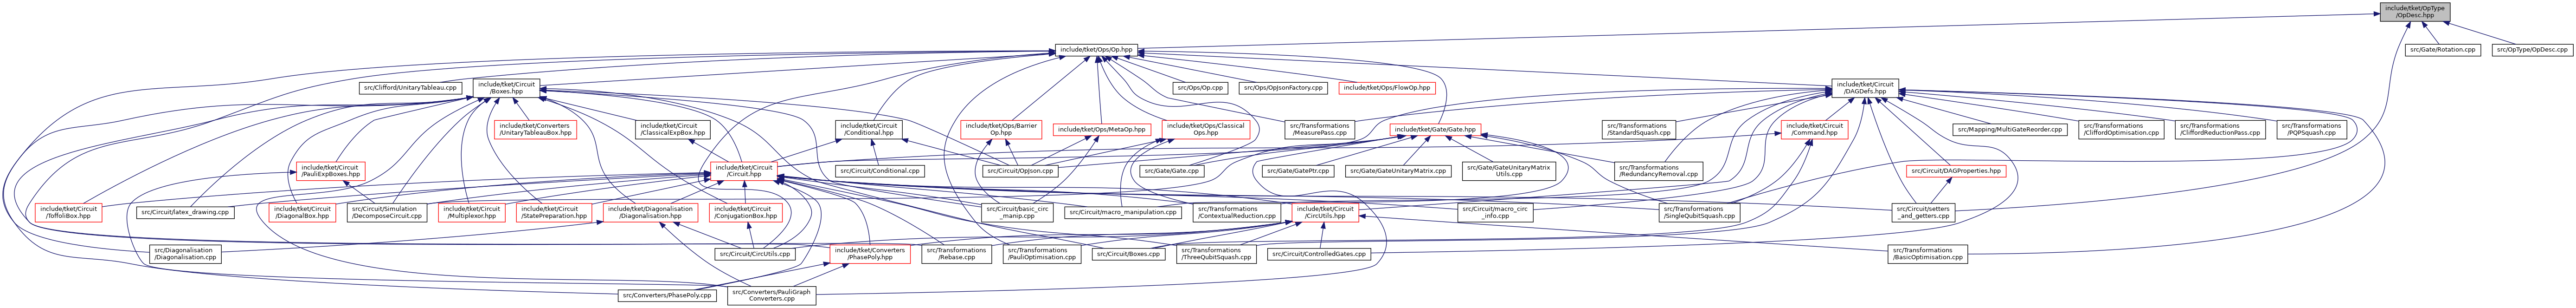 include/tket/OpType
/OpDesc.hpp
include/tket/Ops/Op.hpp
src/Gate/Rotation.cpp
src/OpType/OpDesc.cpp
src/Clifford/UnitaryTableau.cpp
include/tket/Circuit
/Boxes.hpp
src/Ops/Op.cpp
src/Ops/OpJsonFactory.cpp
include/tket/Ops/FlowOp.hpp
include/tket/Circuit
/DAGDefs.hpp
include/tket/Converters
/UnitaryTableauBox.hpp
include/tket/Circuit
/ClassicalExpBox.hpp
include/tket/Circuit
/Conditional.hpp
include/tket/Ops/Barrier
Op.hpp
include/tket/Ops/MetaOp.hpp
include/tket/Ops/Classical
Ops.hpp
src/Transformations
/MeasurePass.cpp
include/tket/Gate/Gate.hpp
src/Transformations
/StandardSquash.cpp
include/tket/Circuit
/Command.hpp
src/Mapping/MultiGateReorder.cpp
src/Transformations
/CliffordOptimisation.cpp
src/Transformations
/CliffordReductionPass.cpp
src/Transformations
/PQPSquash.cpp
include/tket/Circuit
/PauliExpBoxes.hpp
include/tket/Circuit
/Circuit.hpp
src/Circuit/Conditional.cpp
src/Circuit/OpJson.cpp
src/Gate/Gate.cpp
src/Gate/GatePtr.cpp
src/Gate/GateUnitaryMatrix.cpp
src/Gate/GateUnitaryMatrix
Utils.cpp
src/Transformations
/RedundancyRemoval.cpp
src/Circuit/DAGProperties.hpp
include/tket/Circuit
/ToffoliBox.hpp
src/Circuit/latex_drawing.cpp
include/tket/Circuit
/DiagonalBox.hpp
src/Circuit/Simulation
/DecomposeCircuit.cpp
include/tket/Circuit
/Multiplexor.hpp
include/tket/Circuit
/StatePreparation.hpp
include/tket/Diagonalisation
/Diagonalisation.hpp
include/tket/Circuit
/ConjugationBox.hpp
src/Circuit/basic_circ
_manip.cpp
src/Circuit/macro_manipulation.cpp
src/Transformations
/ContextualReduction.cpp
include/tket/Circuit
/CircUtils.hpp
src/Circuit/macro_circ
_info.cpp
src/Transformations
/SingleQubitSquash.cpp
src/Circuit/setters
_and_getters.cpp
src/Diagonalisation
/Diagonalisation.cpp
src/Circuit/CircUtils.cpp
include/tket/Converters
/PhasePoly.hpp
src/Transformations
/Rebase.cpp
src/Transformations
/PauliOptimisation.cpp
src/Circuit/Boxes.cpp
src/Transformations
/ThreeQubitSquash.cpp
src/Circuit/ControlledGates.cpp
src/Transformations
/BasicOptimisation.cpp
src/Converters/PhasePoly.cpp
src/Converters/PauliGraph
Converters.cpp